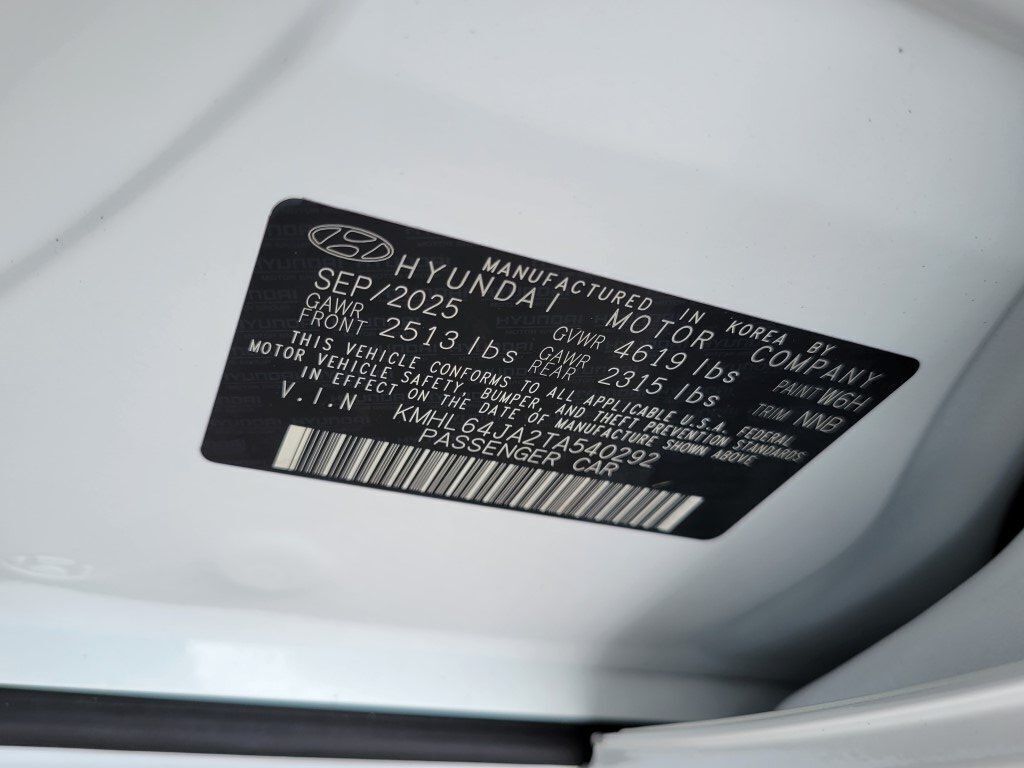 MANUFACTURED IN KOREA BY
HYUNDAI MOTOR COMPANY
SEP/2025 GVWR 4619 lbs PAINT W6H
GAWR FRONT 2513 lbs GAWR REAR 2315 lbs TRIM NNB
THIS VEHICLE CONFORMS TO ALL APPLICABLE U.S.A. FEDERAL
MOTOR VEHICLE SAFETY, BUMPER, AND THEFT PREVENTION STANDARDS
IN EFFECT ON THE DATE OF MANUFACTURE SHOWN ABOVE
V.I.N KMHL64JA2TA540292
PASSENGER CAR